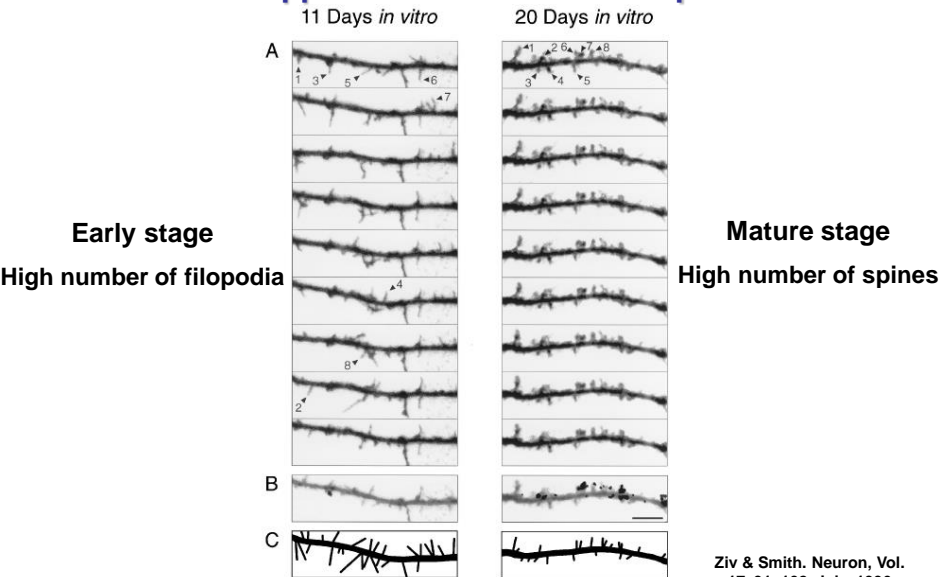 11 Days in vitro
20 Days in vitro
A
1
3
5
6
7
4
8
2
1
2
6
7
8
3
4
5
Early stage
High number of filopodia
Mature stage
High number of spines
B
C
Ziv & Smith. Neuron, Vol.